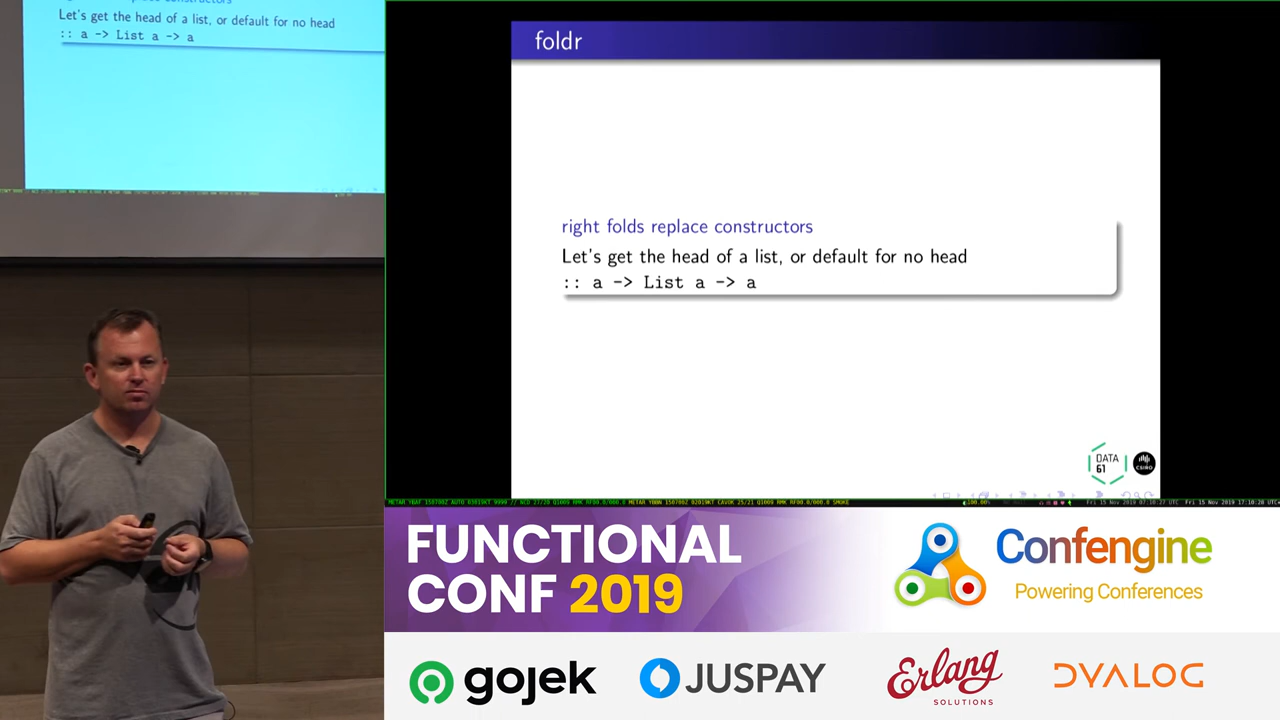 Let's get the head of a list, or default for no head
:: a -> List a -> a
foldr
right folds replace constructors
Let's get the head of a list, or default for no head
:: a -> List a -> a
DATA
61
CSIRO
FUNCTIONAL
CONF 2019
Confengine
Powering Conferences
gojek
JUSPAY
Erlang
SOLUTIONS
DYALOG